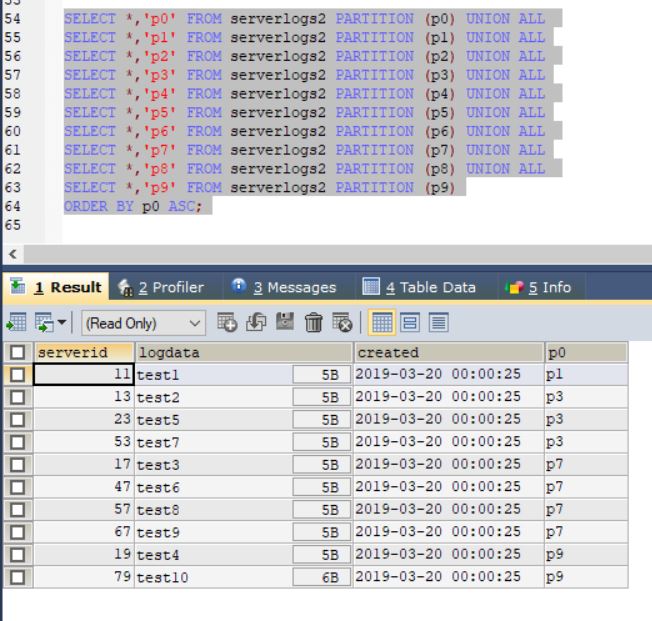 53
54 SELECT *,'p0' FROM serverlogs2 PARTITION (p0) UNION ALL
55 SELECT *,'p1' FROM serverlogs2 PARTITION (p1) UNION ALL
56 SELECT *,'p2' FROM serverlogs2 PARTITION (p2) UNION ALL
57 SELECT *,'p3' FROM serverlogs2 PARTITION (p3) UNION ALL
58 SELECT *,'p4' FROM serverlogs2 PARTITION (p4) UNION ALL
59 SELECT *,'p5' FROM serverlogs2 PARTITION (p5) UNION ALL
60 SELECT *,'p6' FROM serverlogs2 PARTITION (p6) UNION ALL
61 SELECT *,'p7' FROM serverlogs2 PARTITION (p7) UNION ALL
62 SELECT *,'p8' FROM serverlogs2 PARTITION (p8) UNION ALL
63 SELECT *,'p9' FROM serverlogs2 PARTITION (p9)
64 ORDER BY p0 ASC;
65
1 Result 2 Profiler 3 Messages 4 Table Data 5 Info
(Read Only)
serverid logdata created p0
11 test1 5B 2019-03-20 00:00:25 p1
13 test2 5B 2019-03-20 00:00:25 p3
23 test5 5B 2019-03-20 00:00:25 p3
53 test7 5B 2019-03-20 00:00:25 p3
17 test3 5B 2019-03-20 00:00:25 p7
47 test6 5B 2019-03-20 00:00:25 p7
57 test8 5B 2019-03-20 00:00:25 p7
67 test9 5B 2019-03-20 00:00:25 p7
19 test4 5B 2019-03-20 00:00:25 p9
79 test10 6B 2019-03-20 00:00:25 p9